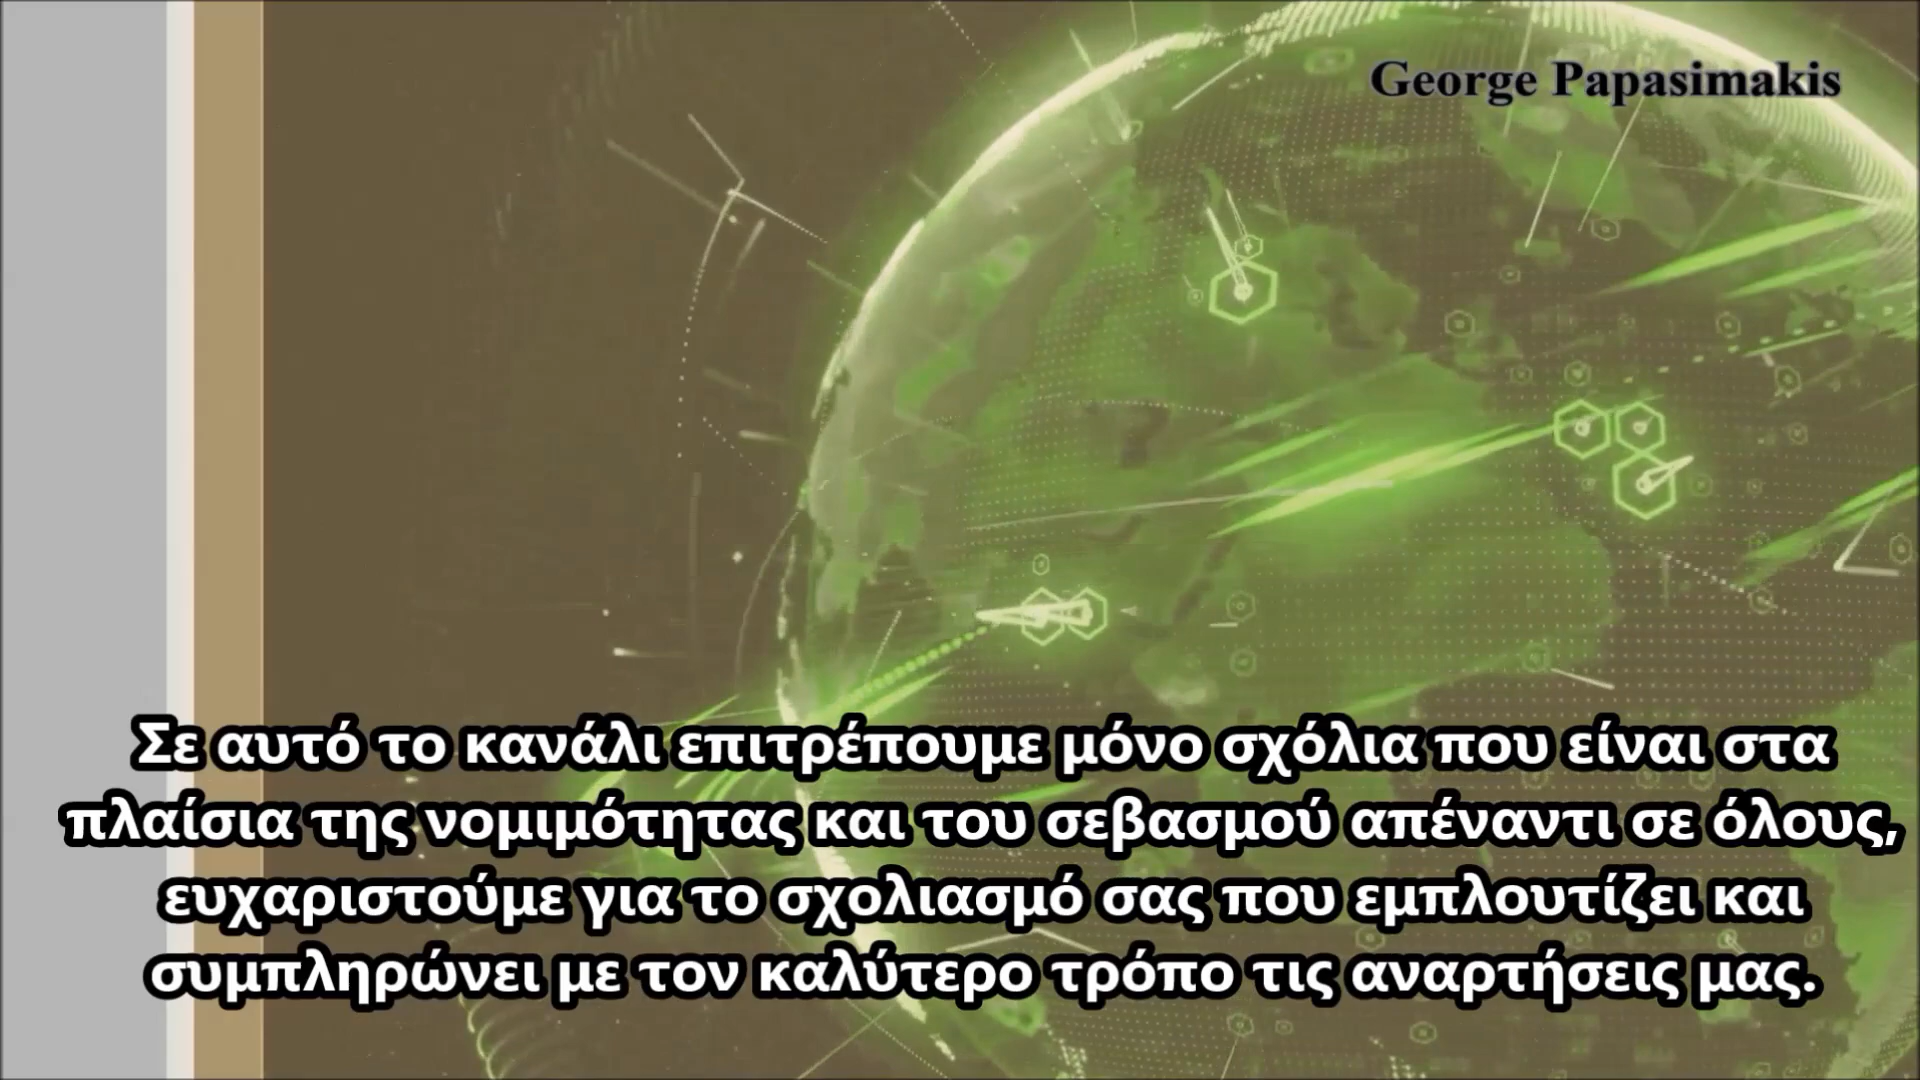 George Papasimakis
Σε αυτό το κανάλι επιτρέπουμε μόνο σχόλια που είναι στα
πλαίσια της νομιμότητας και του σεβασμού απέναντι σε όλους,
ευχαριστούμε για το σχολιασμό σας που εμπλουτίζει και
συμπληρώνει με τον καλύτερο τρόπο τις αναρτήσεις μας.